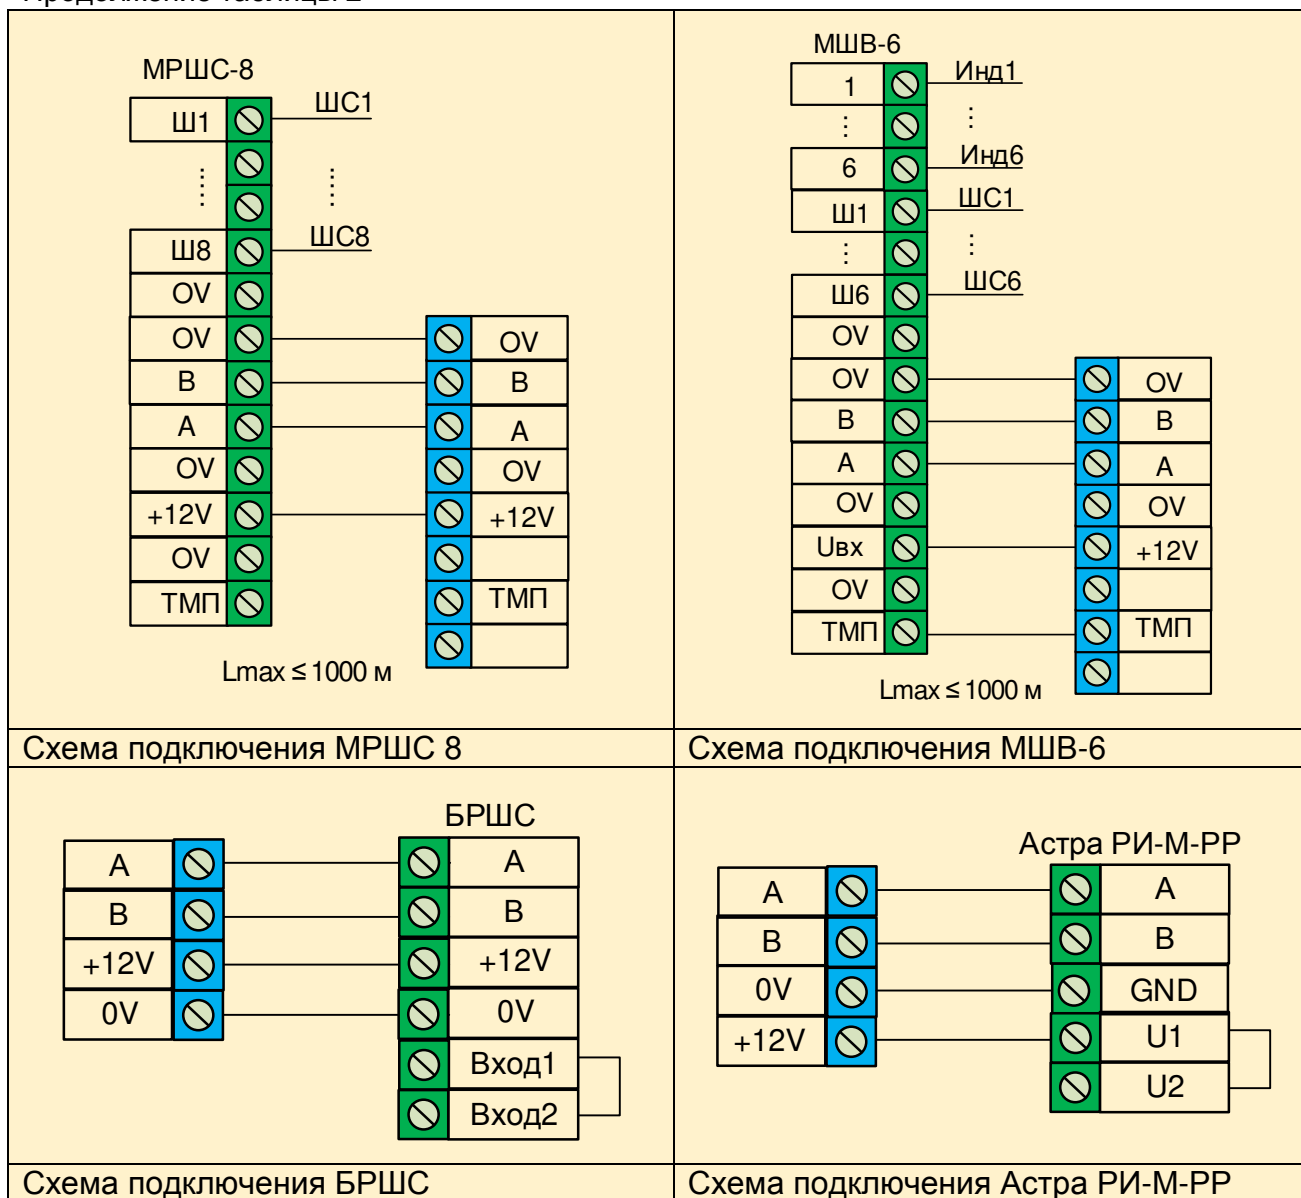 Продолжение таблицы 2
МРШС-8
Ш1
ШС1
Ш8
ШС8
OV
OV
B
A
OV
+12V
OV
ТМП
OV
B
A
OV
+12V
ТМП
Lmax ≤ 1000 м
МШВ-6
1
Инд1
6
Инд6
Ш1
ШС1
Ш6
ШС6
OV
OV
B
A
OV
Uвх
OV
ТМП
OV
B
A
OV
+12V
ТМП
Lmax ≤ 1000 м
Схема подключения МРШС 8
Схема подключения МШВ-6
БРШС
A
B
+12V
0V
A
B
+12V
0V
Вход1
Вход2
Астра РИ-М-РР
A
B
0V
+12V
A
B
GND
U1
U2
Схема подключения БРШС
Схема подключения Астра РИ-М-РР